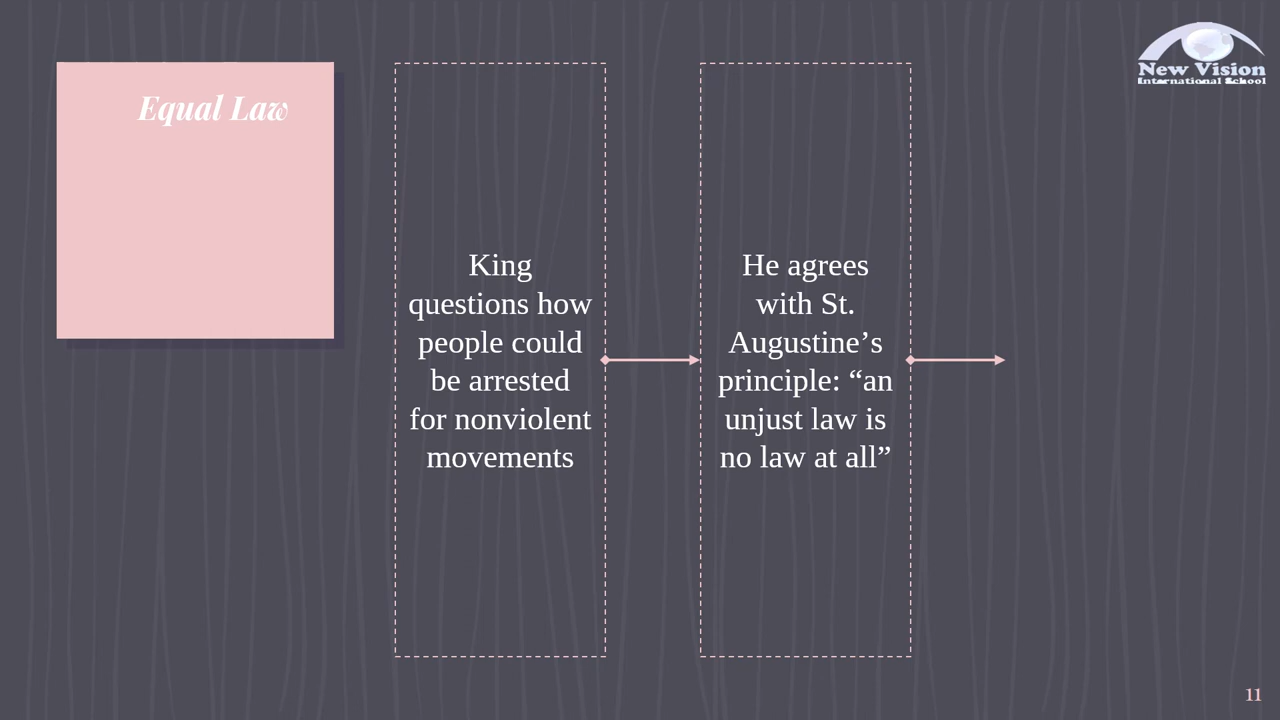 New Vision
International School
Equal Law
King
questions how
people could
be arrested
for nonviolent
movements
He agrees
with St.
Augustine’s
principle: “an
unjust law is
no law at all”
11